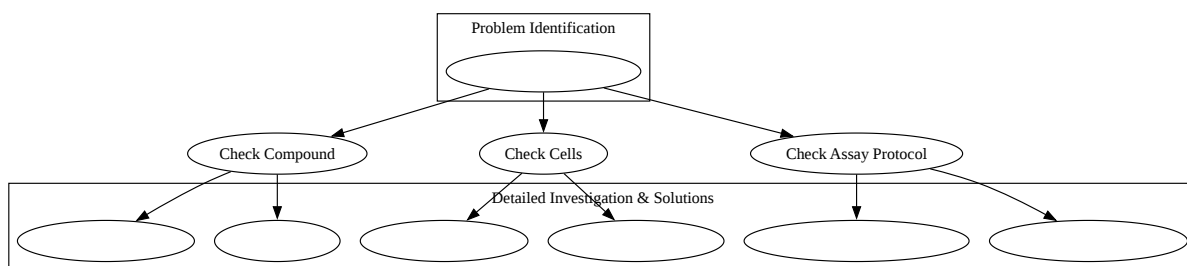 Problem Identification
Check Compound
Check Cells
Check Assay Protocol
Detailed Investigation & Solutions